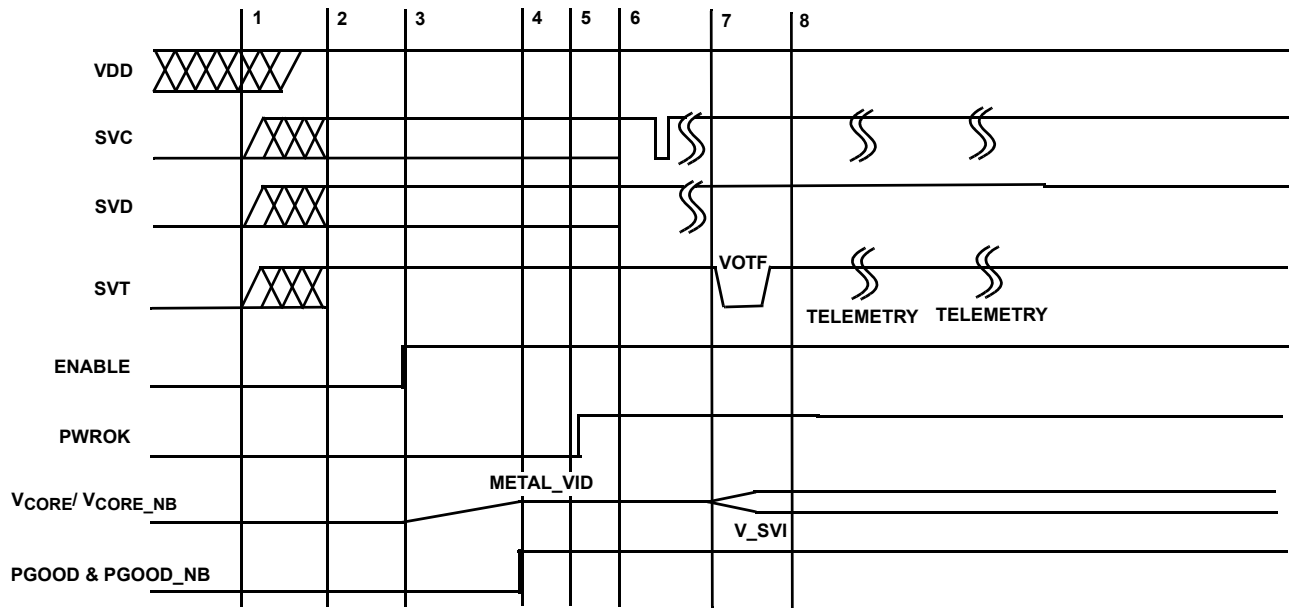 1 2 3 4 5 6 7 8
VDD
SVC
SVD
SVT
VOTF
TELEMETRY TELEMETRY
ENABLE
PWROK
METAL_VID
VCORE/ VCORE_NB
V_SVI
PGOOD & PGOOD_NB